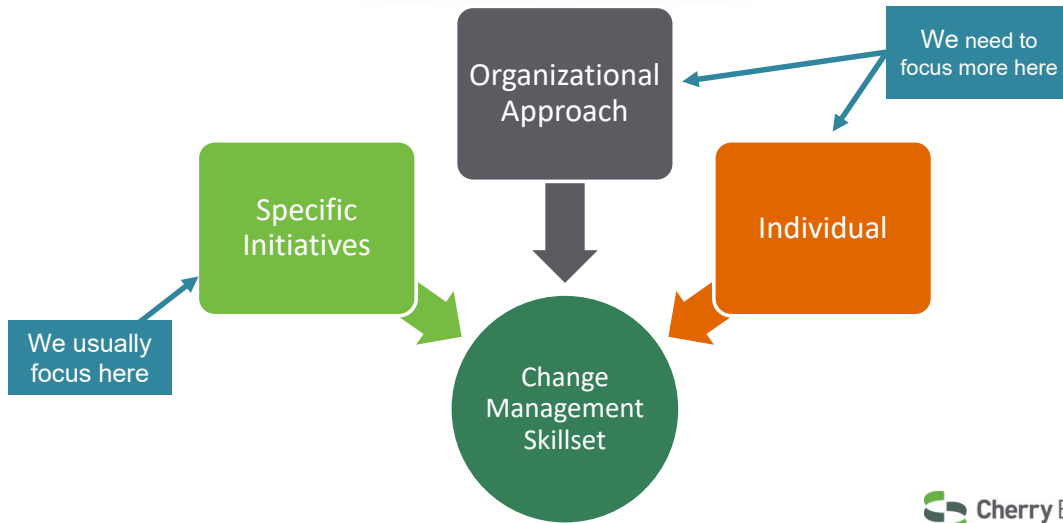 Organizational
Approach
We need to
focus more here
Specific
Initiatives
Individual
We usually
focus here
Change
Management
Skillset
Cherry